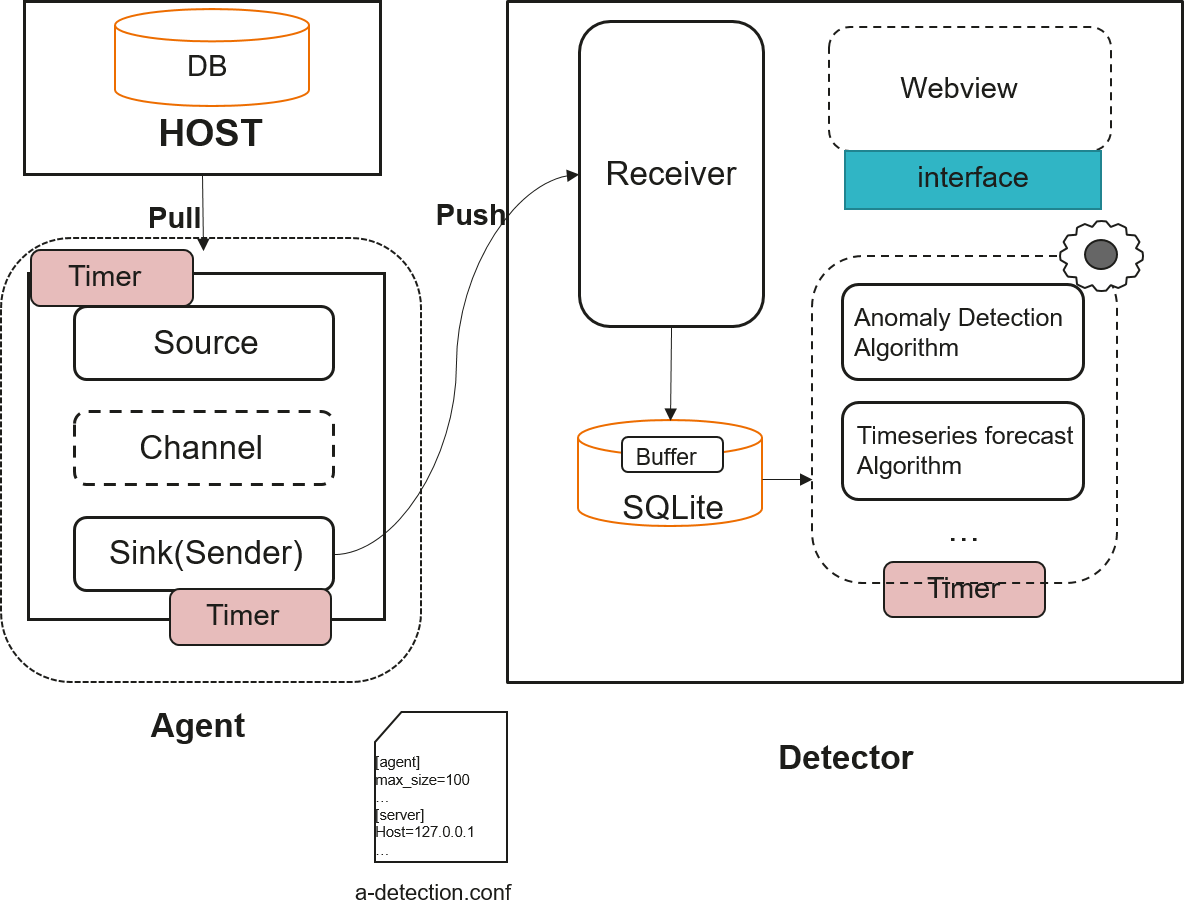 DB
HOST
Pull
Timer
Source
Channel
Sink(Sender)
Timer
Agent
Push
Receiver
Buffer
SQLite
Webview
interface
Anomaly Detection
Algorithm
Timeseries forecast
Algorithm
...
Timer
Detector
[agent]
max_size=100
...
[server]
Host=127.0.0.1
...
a-detection.conf